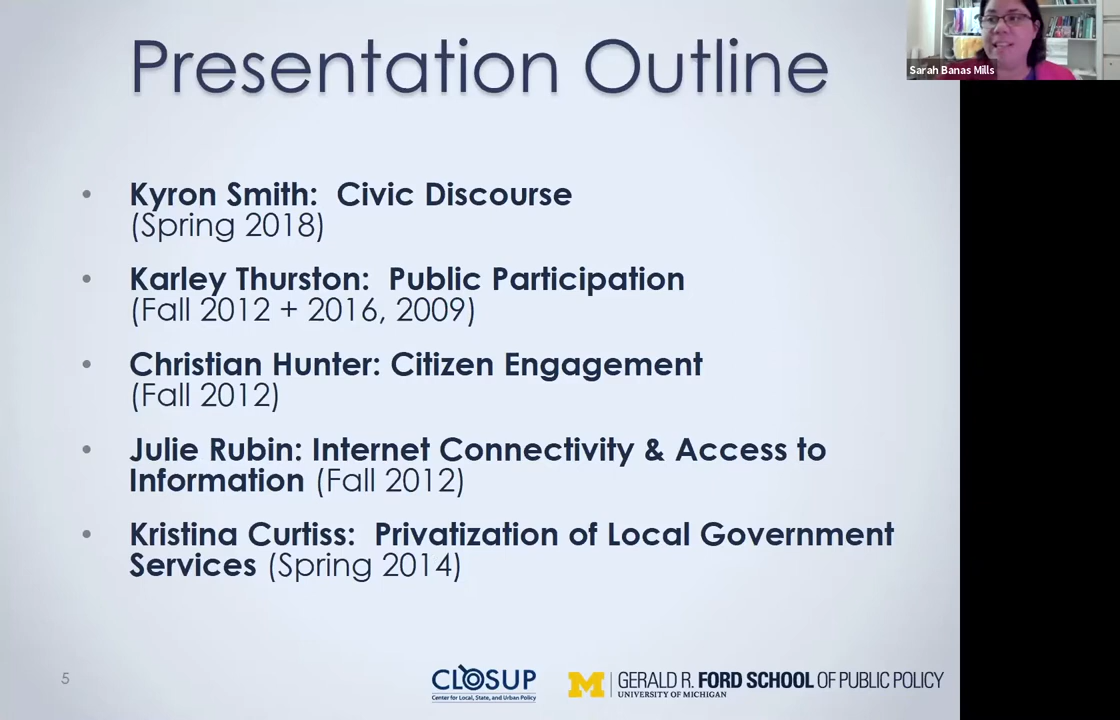 Presentation Outline
Sarah Banas Mills
• Kyron Smith: Civic Discourse
(Spring 2018)
• Karley Thurston: Public Participation
(Fall 2012 + 2016, 2009)
• Christian Hunter: Citizen Engagement
(Fall 2012)
• Julie Rubin: Internet Connectivity & Access to
Information (Fall 2012)
• Kristina Curtiss: Privatization of Local Government
Services (Spring 2014)
5
CLOSUP
Center for Local, State, and Urban Policy
M
GERALD R. FORD SCHOOL OF PUBLIC POLICY
UNIVERSITY OF MICHIGAN